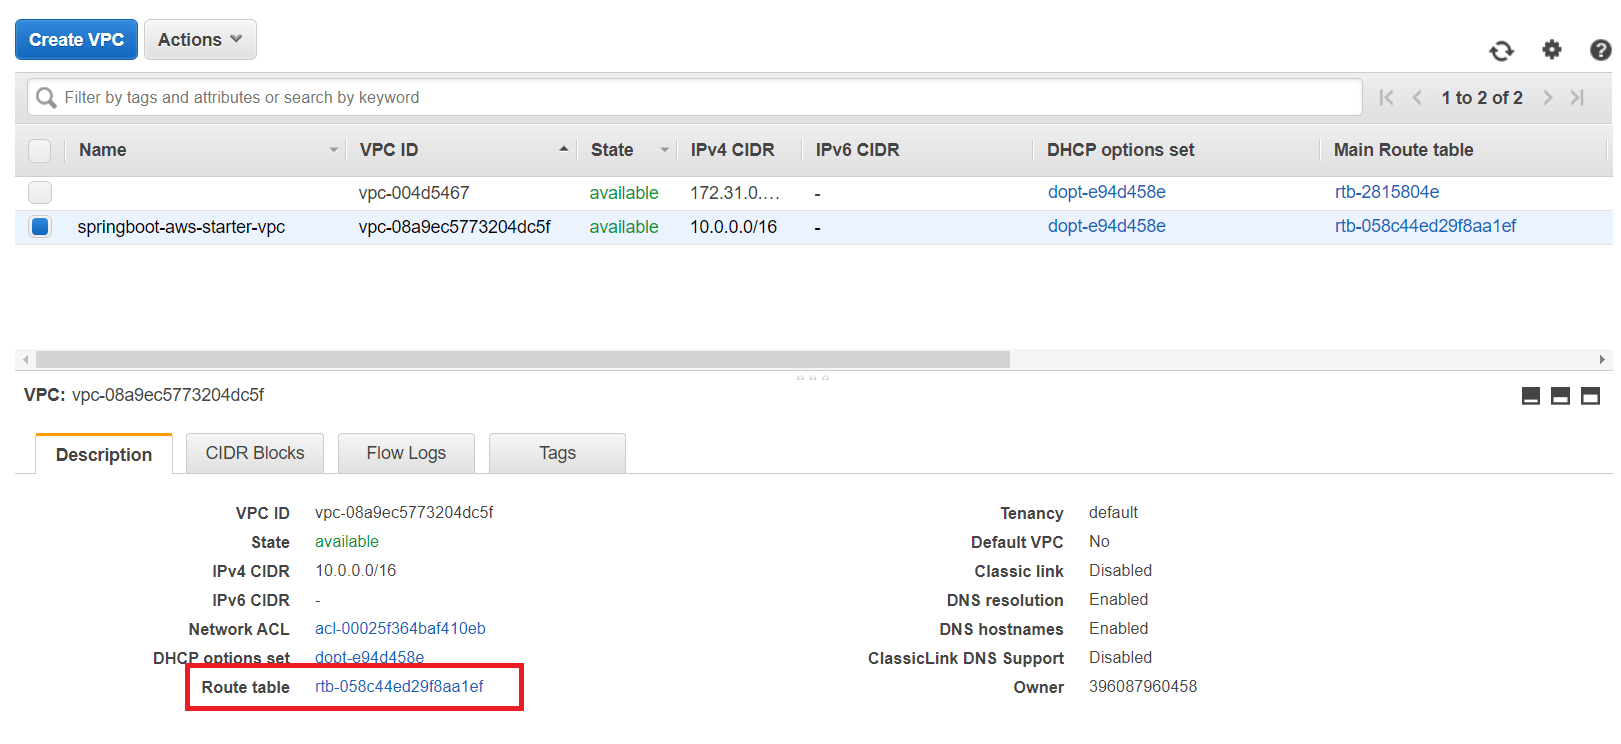 Create VPC Actions
Filter by tags and attributes or search by keyword 1 to 2 of 2
Name VPC ID State IPv4 CIDR IPv6 CIDR DHCP options set Main Route table
vpc-004d5467 available 172.31.0.… - dopt-e94d458e rtb-2815804e
springboot-aws-starter-vpc vpc-08a9ec5773204dc5f available 10.0.0.0/16 - dopt-e94d458e rtb-058c44ed29f8aa1ef
VPC: vpc-08a9ec5773204dc5f
Description CIDR Blocks Flow Logs Tags
VPC ID vpc-08a9ec5773204dc5f Tenancy default
State available Default VPC No
IPv4 CIDR 10.0.0.0/16 Classic link Disabled
IPv6 CIDR - DNS resolution Enabled
Network ACL acl-00025f364baf410eb DNS hostnames Enabled
DHCP options set dopt-e94d458e ClassicLink DNS Support Disabled
Route table rtb-058c44ed29f8aa1ef Owner 396087960458